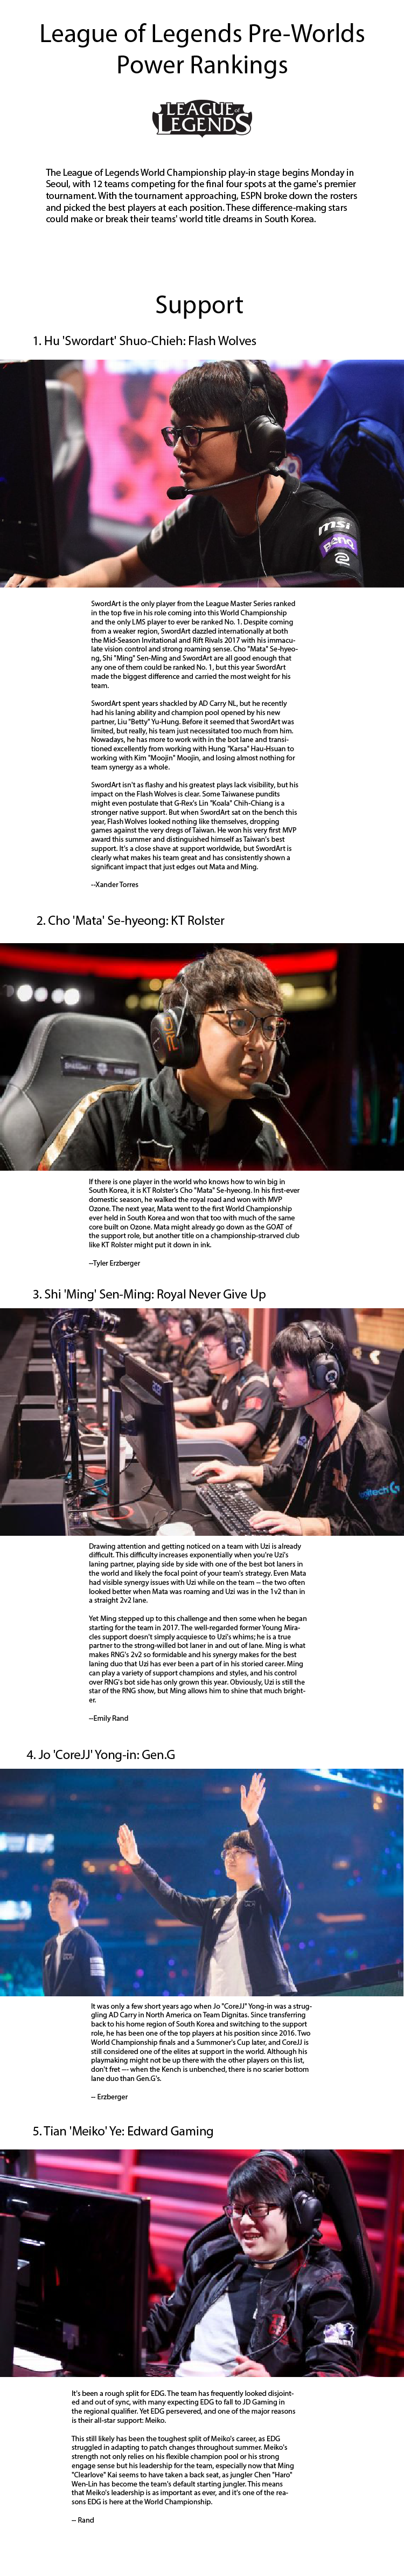 League of Legends Pre-Worlds
Power Rankings
LEAGUE OF
LEGENDS
The League of Legends World Championship play-in stage begins Monday in
Seoul, with 12 teams competing for the final four spots at the game's premier
tournament. With the tournament approaching, ESPN broke down the rosters
and picked the best players at each position. These difference-making stars
could make or break their teams' world title dreams in South Korea.
Support
1. Hu 'Swordart' Shuo-Chieh: Flash Wolves
msi
BenQ
SwordArt is the only player from the League Master Series ranked
in the top five in his role coming into this World Championship
and the only LMS player to ever be ranked No. 1. Despite coming
from a weaker region, SwordArt dazzled internationally at both
the Mid-Season Invitational and Rift Rivals 2017 with his immacu-
late vision control and strong roaming sense. Cho "Mata" Se-hyeo-
ng, Shi "Ming" Sen-Ming and SwordArt are all good enough that
any one of them could be ranked No. 1, but this year SwordArt
made the biggest difference and carried the most weight for his
team.
SwordArt spent years shackled by AD Carry NL, but he recently
had his laning ability and champion pool opened by his new
partner, Liu "Betty" Yu-Hung. Before it seemed that SwordArt was
limited, but really, his team just necessitated too much from him.
Nowadays, he has more to work with in the bot lane and transi-
tioned excellently from working with Hung "Karsa" Hau-Hsuan to
working with Kim "Moojin" Moojin, and losing almost nothing for
team synergy as a whole.
SwordArt isn't as flashy and his greatest plays lack visibility, but his
impact on the Flash Wolves is clear. Some Taiwanese pundits
might even postulate that G-Rex's Lin "Koala" Chih-Chiang is a
stronger native support. But when SwordArt sat on the bench this
year, Flash Wolves looked nothing like themselves, dropping
games against the very dregs of Taiwan. He won his very first MVP
award this summer and distinguished himself as Taiwan's best
support. It's a close shave at support worldwide, but SwordArt is
clearly what makes his team great and has consistently shown a
significant impact that just edges out Mata and Ming.
--Xander Torres
2. Cho 'Mata' Se-hyeong: KT Rolster
If there is one player in the world who knows how to win big in
South Korea, it is KT Rolster's Cho "Mata" Se-hyeong. In his first-ever
domestic season, he walked the royal road and won with MVP
Ozone. The next year, Mata went to the first World Championship
ever held in South Korea and won that too with much of the same
core built on Ozone. Mata might already go down as the GOAT of
the support role, but another title on a championship-starved club
like KT Rolster might put it down in ink.
--Tyler Erzberger
3. Shi 'Ming' Sen-Ming: Royal Never Give Up
logitech G
Drawing attention and getting noticed on a team with Uzi is already
difficult. This difficulty increases exponentially when you're Uzi's
laning partner, playing side by side with one of the best bot laners in
the world and likely the focal point of your team's strategy. Even Mata
had visible synergy issues with Uzi while on the team -- the two often
looked better when Mata was roaming and Uzi was in the 1v2 than in
a straight 2v2 lane.
Yet Ming stepped up to this challenge and then some when he began
starting for the team in 2017. The well-regarded former Young Mira-
cles support doesn't simply acquiesce to Uzi's whims; he is a true
partner to the strong-willed bot laner in and out of lane. Ming is what
makes RNG's 2v2 so formidable and his synergy makes for the best
laning duo that Uzi has ever been a part of in his storied career. Ming
can play a variety of support champions and styles, and his control
over RNG's bot side has only grown this year. Obviously, Uzi is still the
star of the RNG show, but Ming allows him to shine that much bright-
er.
--Emily Rand
4. Jo 'CoreJJ' Yong-in: Gen.G
It was only a few short years ago when Jo "CoreJJ" Yong-in was a strug-
gling AD Carry in North America on Team Dignitas. Since transferring
back to his home region of South Korea and switching to the support
role, he has been one of the top players at his position since 2016. Two
World Championship finals and a Summoner's Cup later, and CoreJJ is
still considered one of the elites at support in the world. Although his
playmaking might not be up there with the other players on this list,
don't fret --- when the Kench is unbenched, there is no scarier bottom
lane duo than Gen.G's.
-- Erzberger
5. Tian 'Meiko' Ye: Edward Gaming
It's been a rough split for EDG. The team has frequently looked disjoint-
ed and out of sync, with many expecting EDG to fall to JD Gaming in
the regional qualifier. Yet EDG persevered, and one of the major reasons
is their all-star support: Meiko.
This still likely has been the toughest split of Meiko's career, as EDG
struggled in adapting to patch changes throughout summer. Meiko's
strength not only relies on his flexible champion pool or his strong
engage sense but his leadership for the team, especially now that Ming
"Clearlove" Kai seems to have taken a back seat, as jungler Chen "Haro"
Wen-Lin has become the team's default starting jungler. This means
that Meiko's leadership is as important as ever, and it's one of the rea-
sons EDG is here at the World Championship.
-- Rand